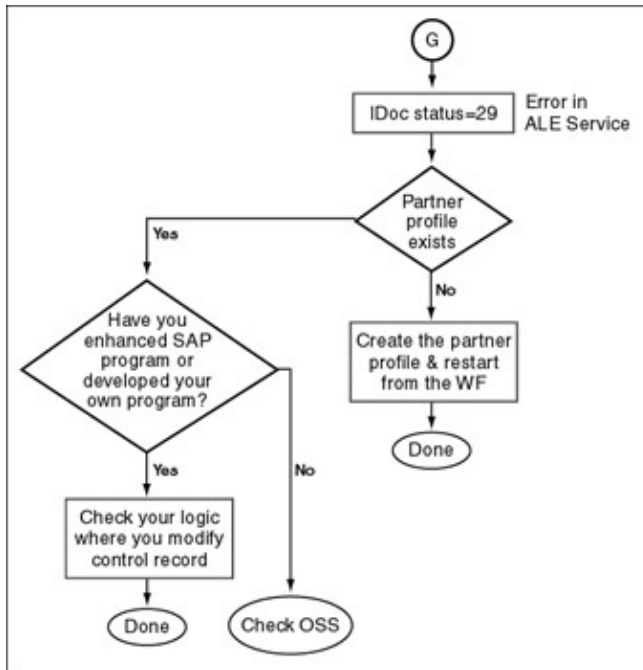 G
IDoc status=29
Error in
ALE Service
Partner
profile
exists
Yes
No
Have you
enhanced SAP
program or
developed your
own program?
Create the partner
profile & restart
from the WF
Done
Yes
No
Check your logic
where you modify
control record
Done
Check OSS